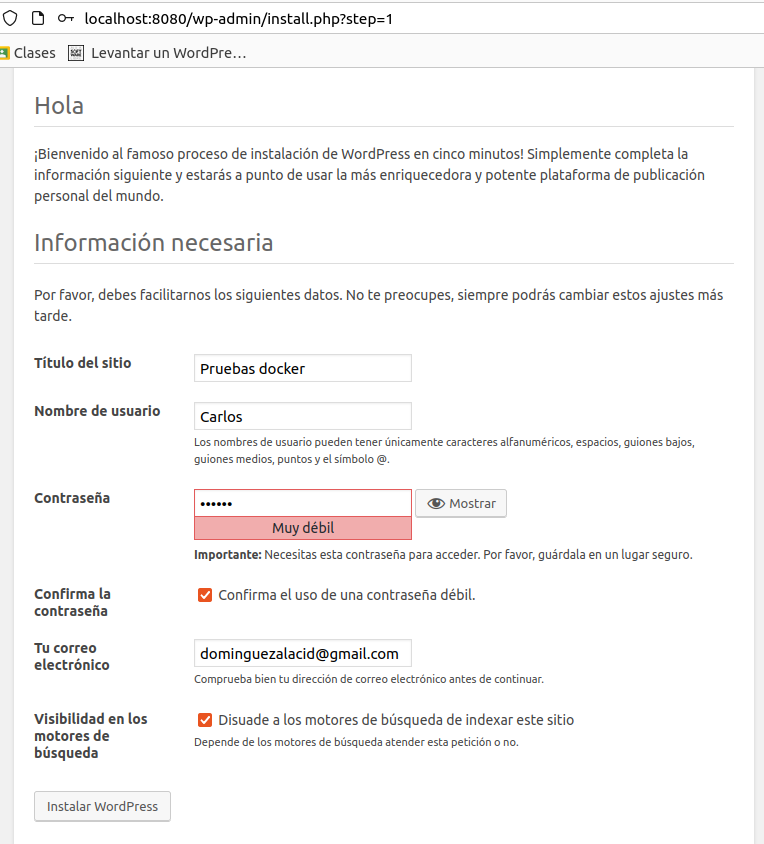 localhost:8080/wp-admin/install.php?step=1
Clases Levantar un WordPre…
Hola
¡Bienvenido al famoso proceso de instalación de WordPress en cinco minutos! Simplemente completa la
información siguiente y estarás a punto de usar la más enriquecedora y potente plataforma de publicación
personal del mundo.
Información necesaria
Por favor, debes facilitarnos los siguientes datos. No te preocupes, siempre podrás cambiar estos ajustes más
tarde.
Título del sitio
Pruebas docker
Nombre de usuario
Carlos
Los nombres de usuario pueden tener únicamente caracteres alfanuméricos, espacios, guiones bajos,
guiones medios, puntos y el símbolo @.
Contraseña
•••••• Mostrar
Muy débil
Importante: Necesitas esta contraseña para acceder. Por favor, guárdala en un lugar seguro.
Confirma la
contraseña
Confirma el uso de una contraseña débil.
Tu correo
electrónico
dominguezalacid@gmail.com
Comprueba bien tu dirección de correo electrónico antes de continuar.
Visibilidad en los
motores de
búsqueda
Disuade a los motores de búsqueda de indexar este sitio
Depende de los motores de búsqueda atender esta petición o no.
Instalar WordPress